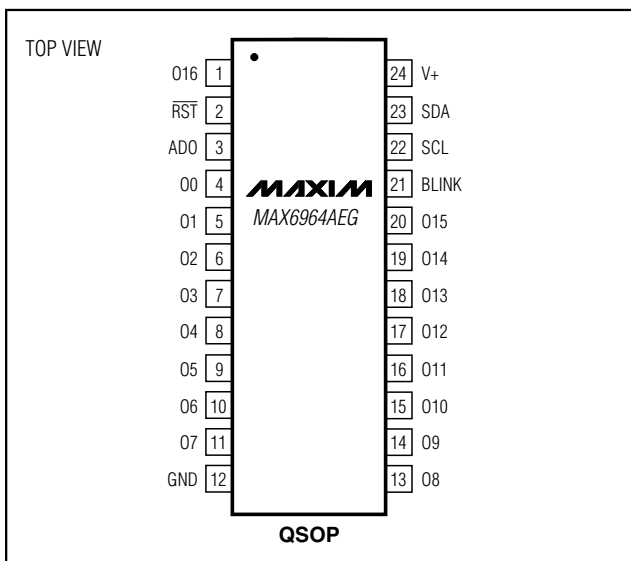 TOP VIEW
O16 1
RST 2
AD0 3
O0 4
O1 5
O2 6
O3 7
O4 8
O5 9
O6 10
O7 11
GND 12
MAXIM
MAX6964AEG
24 V+
23 SDA
22 SCL
21 BLINK
20 O15
19 O14
18 O13
17 O12
16 O11
15 O10
14 O9
13 O8
QSOP